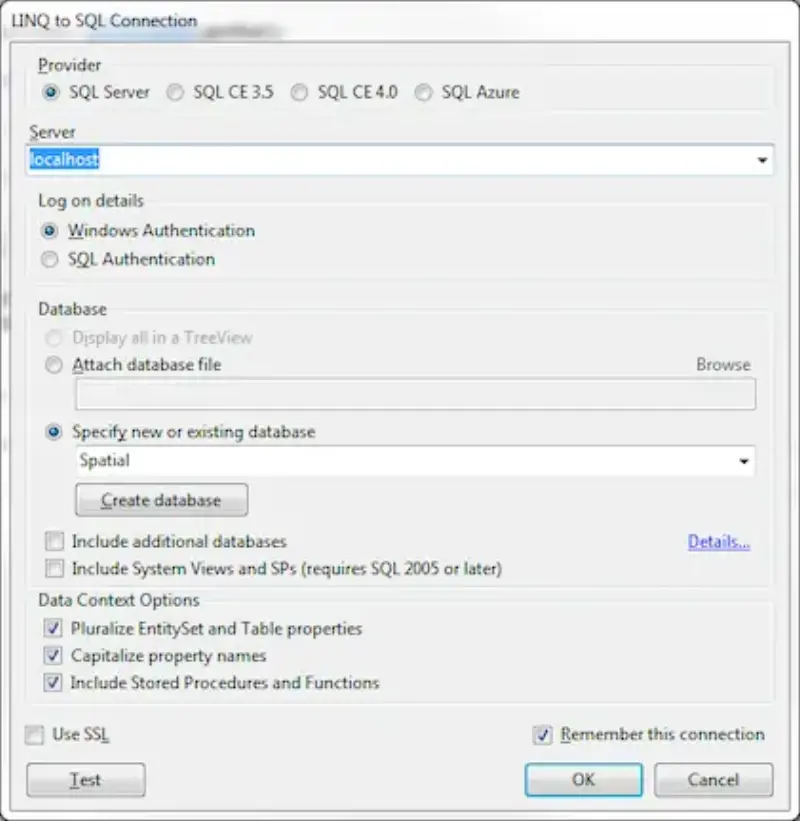 LINQ to SQL Connection
Provider
SQL Server SQL CE 3.5 SQL CE 4.0 SQL Azure
Server
localhost
Log on details
Windows Authentication
SQL Authentication
Database
Display all in a TreeView
Attach database file Browse
Specify new or existing database
Spatial
Create database
Include additional databases Details...
Include System Views and SPs (requires SQL 2005 or later)
Data Context Options
Pluralize EntitySet and Table properties
Capitalize property names
Include Stored Procedures and Functions
Use SSL Remember this connection
Test OK Cancel